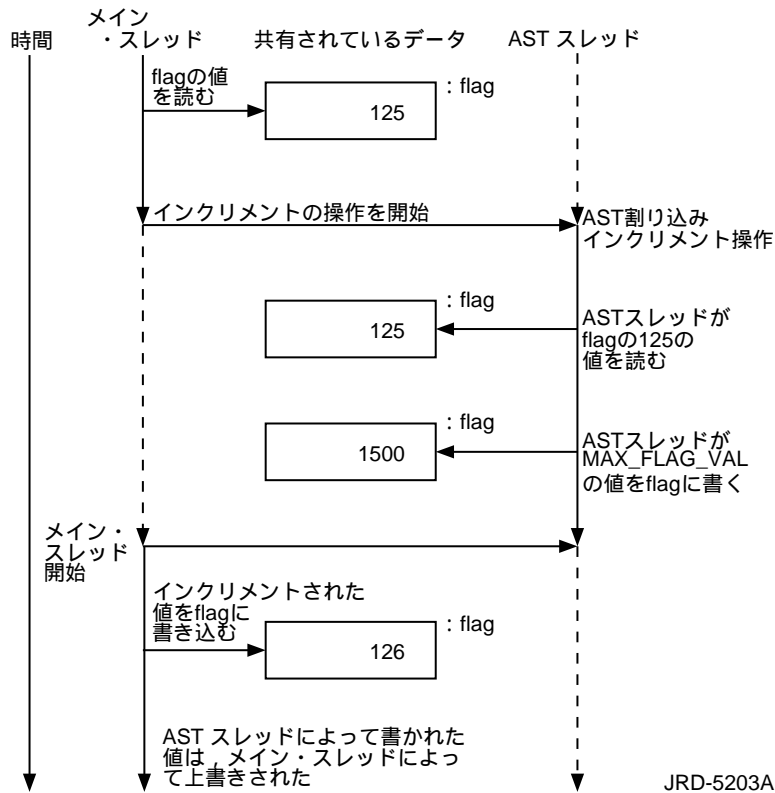 時間
メイン
・スレッド
共有されているデータ
AST スレッド
flagの値
を読む
125
: flag
インクリメントの操作を開始
AST割り込み
インクリメント操作
125
: flag
ASTスレッドが
flagの125の
値を読む
1500
: flag
ASTスレッドが
MAX_FLAG_VAL
の値をflagに書く
メイン・
スレッド
開始
インクリメントされた
値をflagに
書き込む
126
: flag
AST スレッドによって書かれた
値は，メイン・スレッドによっ
て上書きされた
JRD-5203A